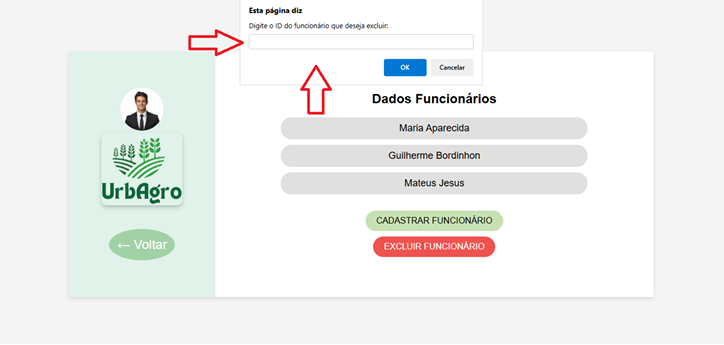 Esta página diz
Digite o ID do funcionário que deseja excluir:
OK
Cancelar
UrbAgro
← Voltar
Dados Funcionários
Maria Aparecida
Guilherme Bordinhon
Mateus Jesus
CADASTRAR FUNCIONÁRIO
EXCLUIR FUNCIONÁRIO